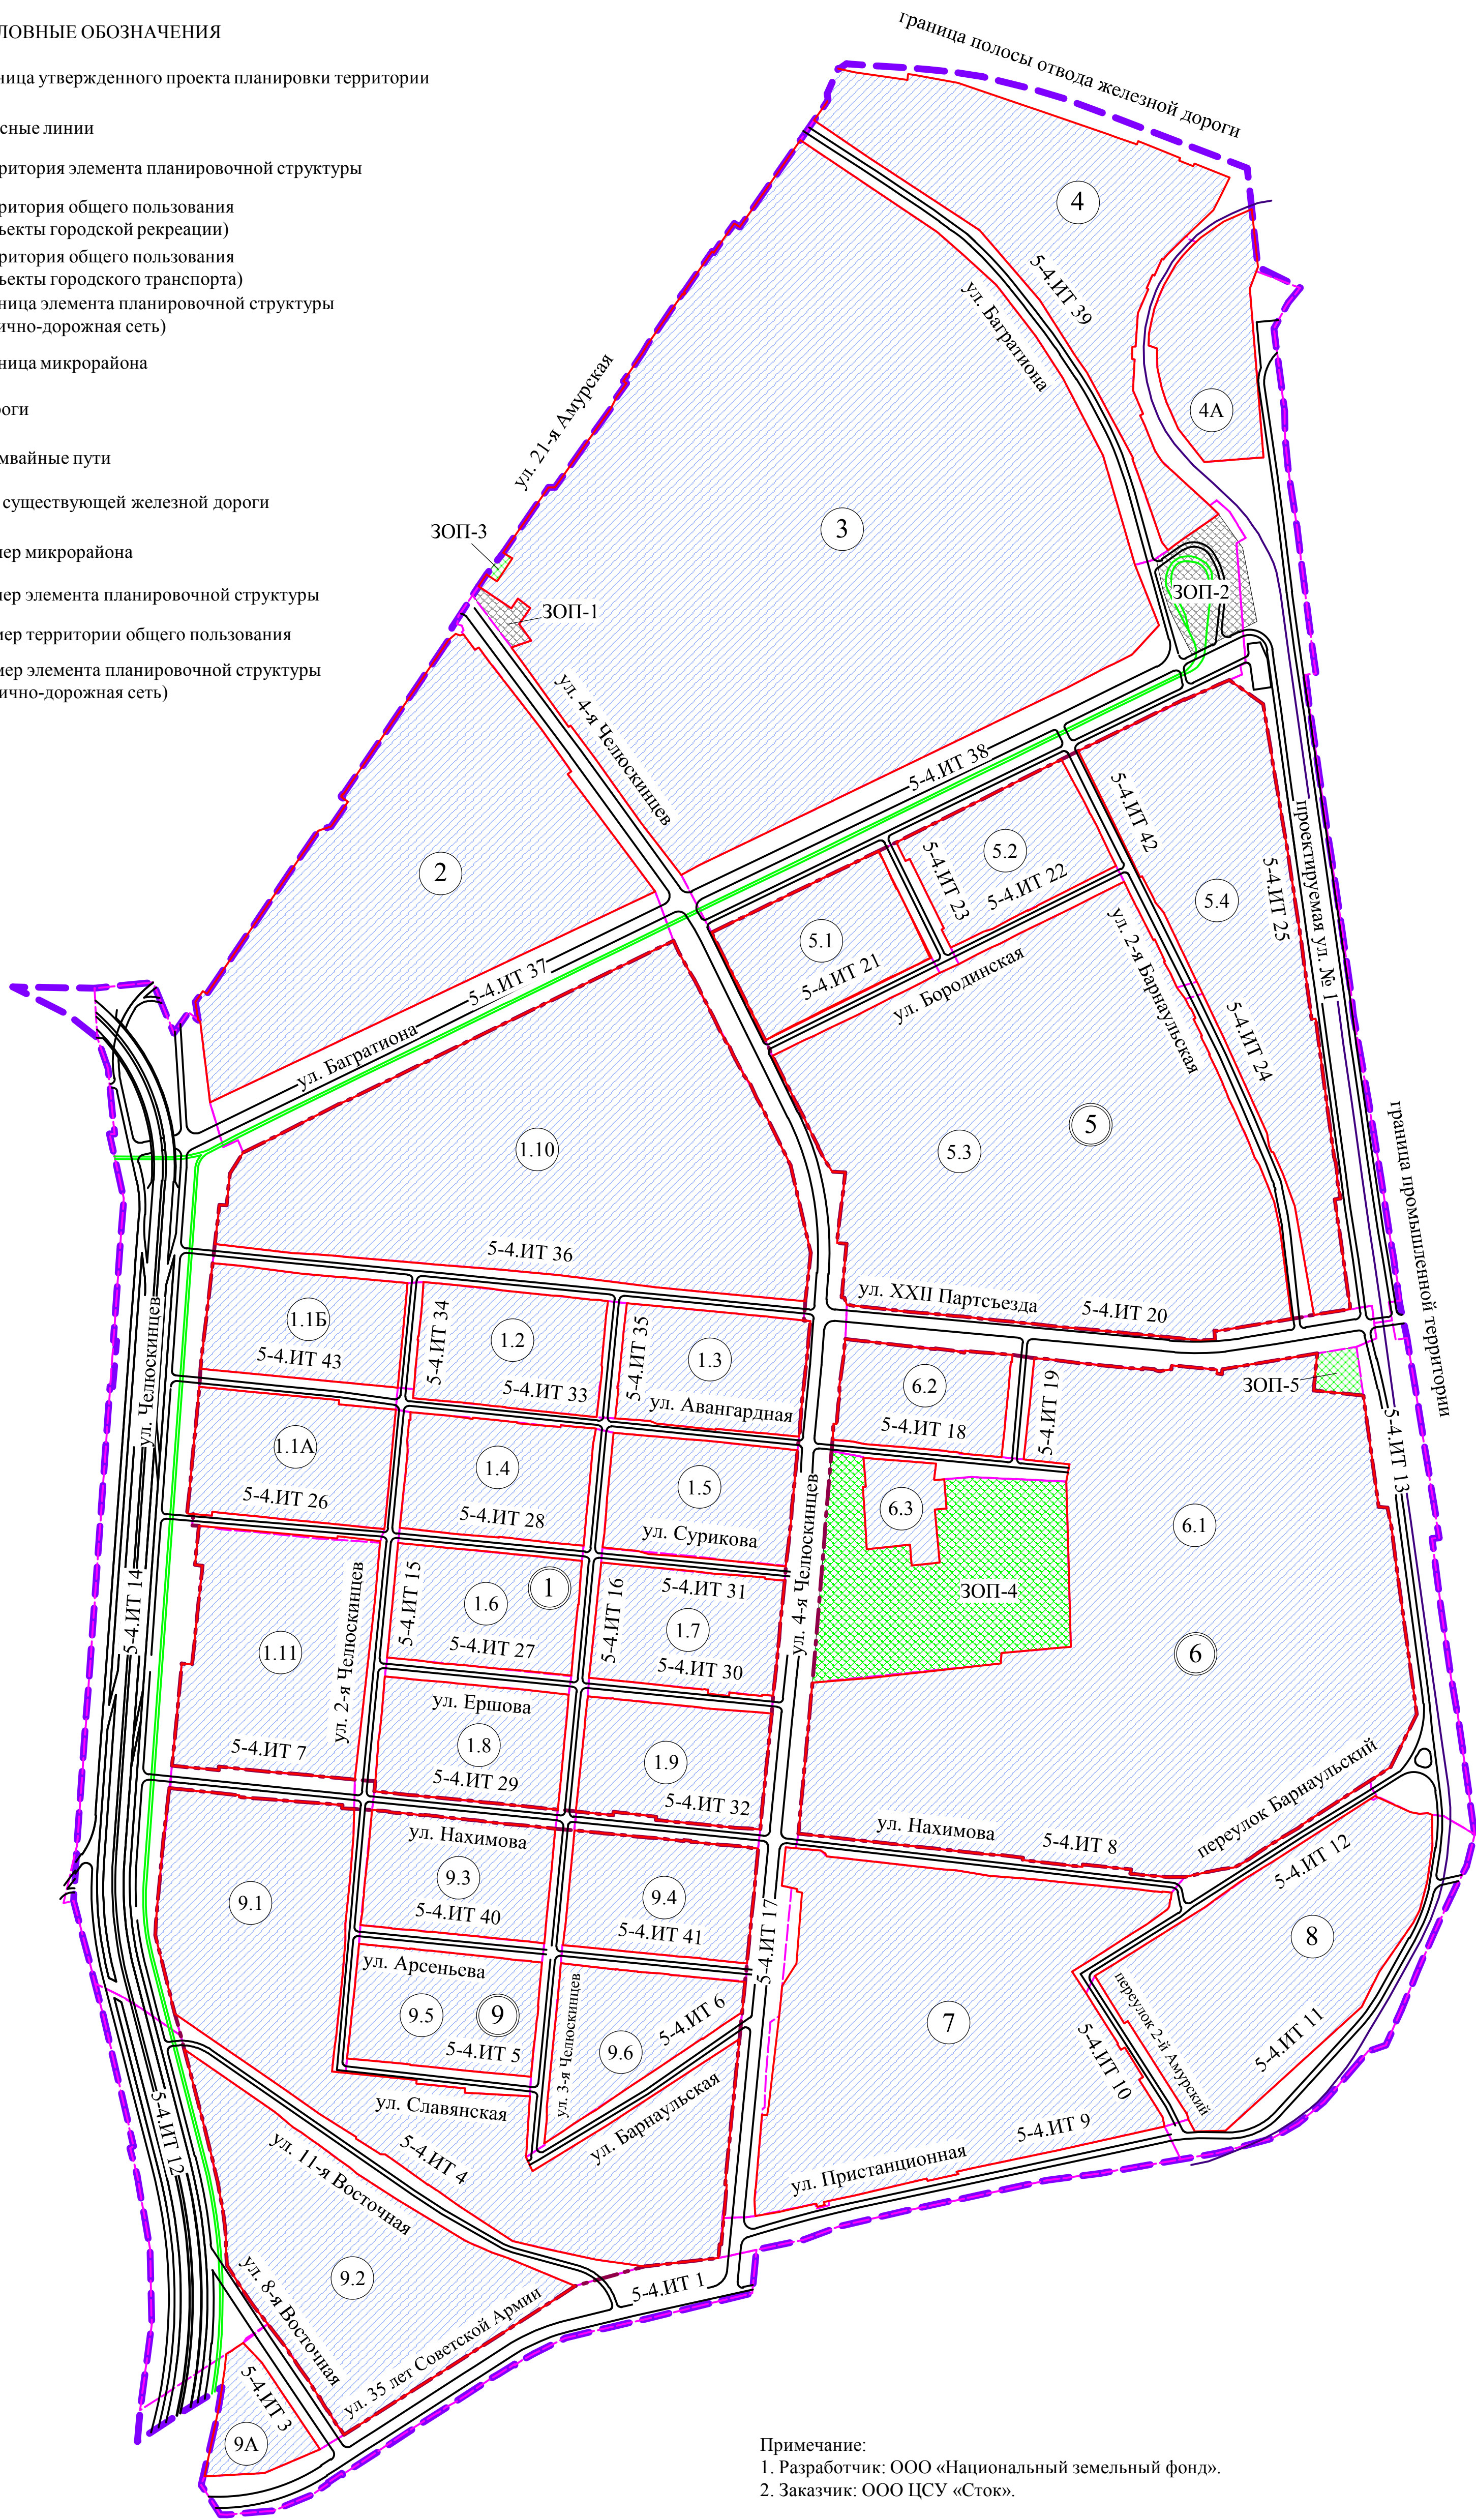 ЛОВНЫЕ ОБОЗНАЧЕНИЯ
ница утвержденного проекта планировки территории
сные линии
ритория элемента планировочной структуры
ритория общего пользования
ъекты городской рекреации)
ритория общего пользования
ъекты городского транспорта)
ница элемента планировочной структуры
ично-дорожная сеть)
ница микрорайона
оги
мвайные пути
существующей железной дороги
ер микрорайона
ер элемента планировочной структуры
ер территории общего пользования
ер элемента планировочной структуры
ично-дорожная сеть)
граница полосы отвода железной дороги
4
5-4.ИТ 39
ул. Багратиона
4А
ул. 21-я Амурская
3
ЗОП-3
ЗОП-1
ЗОП-2
ул. 4-я Челюскинцев
5-4.ИТ 38
5-4.ИТ 42
проектируемая ул. № 1
2
5.2
5-4.ИТ 23
5-4.ИТ 22
5.4
5-4.ИТ 25
5.1
5-4.ИТ 21
ул. Бородинская
ул. 2-я Барнаульская
5-4.ИТ 37
ул. Багратиона
5-4.ИТ 24
5
1.10
5.3
граница промышленной территории
5-4.ИТ 36
ул. XXII Партсъезда
5-4.ИТ 20
ул. Челюскинцев
1.1Б
5-4.ИТ 43
5-4.ИТ 34
1.2
5-4.ИТ 33
5-4.ИТ 35
1.3
ул. Авангардная
6.2
5-4.ИТ 18
5-4.ИТ 19
ЗОП-5
5-4.ИТ 13
1.1А
5-4.ИТ 26
1.4
5-4.ИТ 28
1.5
ул. Сурикова
ул. 4-я Челюскинцев
6.3
6.1
5-4.ИТ 14
ул. 2-я Челюскинцев
5-4.ИТ 15
1
1.6
5-4.ИТ 27
5-4.ИТ 16
5-4.ИТ 31
1.7
5-4.ИТ 30
ЗОП-4
6
1.11
5-4.ИТ 7
ул. Ершова
1.8
5-4.ИТ 29
1.9
5-4.ИТ 32
ул. Нахимова
5-4.ИТ 8
переулок Барнаульский
5-4.ИТ 12
ул. Нахимова
9.3
5-4.ИТ 40
9.1
9.4
5-4.ИТ 41
5-4.ИТ 17
8
ул. Арсеньева
9.5
9
5-4.ИТ 5
ул. 3-я Челюскинцев
9.6
5-4.ИТ 6
7
переулок 2-й Амурский
5-4.ИТ 10
5-4.ИТ 11
ул. Славянская
ул. Барнаульская
5-4.ИТ 12
5-4.ИТ 4
ул. 11-я Восточная
ул. Пристанционная
5-4.ИТ 9
9.2
ул. 8-я Восточная
5-4.ИТ 1
ул. 35 лет Советской Армии
5-4.ИТ 3
9А
Примечание:
1. Разработчик: ООО «Национальный земельный фонд».
2. Заказчик: ООО ЦСУ «Сток».